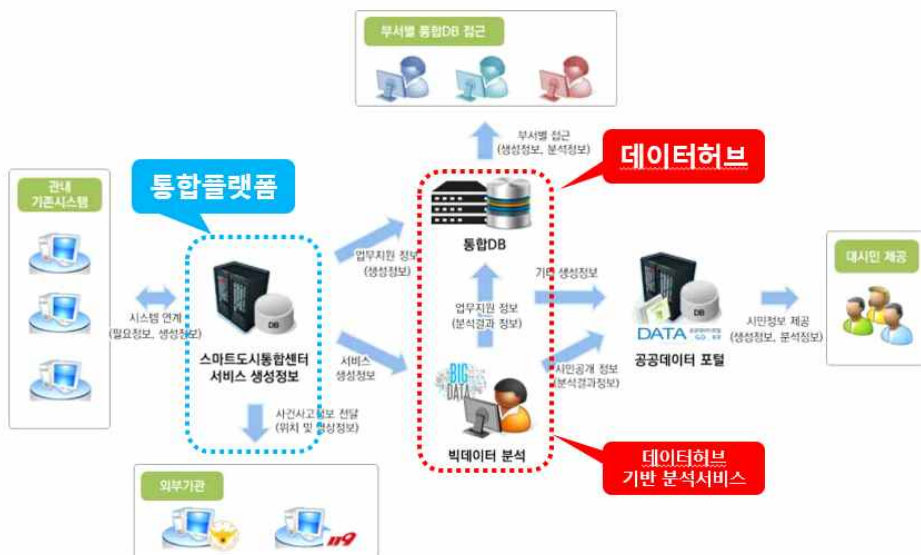 부서별 통합DB 접근
부서별 접근
(생성정보, 분석정보)
데이터허브
통합플랫폼
관내
기존시스템
통합DB
업무지원 정보
(생성정보)
기반 생성정보
대시민 제공
시스템 연계
(필요정보, 생성정보)
DB
업무지원 정보
(분석결과 정보)
DB
DATA
GO.KR
시민정보 제공
(생성정보, 분석정보)
스마트도시통합센터
서비스 생성정보
서비스
생성정보
BIG
DATA
시민공개 정보
(분석결과정보)
공공데이터 포털
사건사고정보 전달
(위치 및 영상정보)
빅데이터 분석
데이터허브
기반 분석서비스
외부기관
119